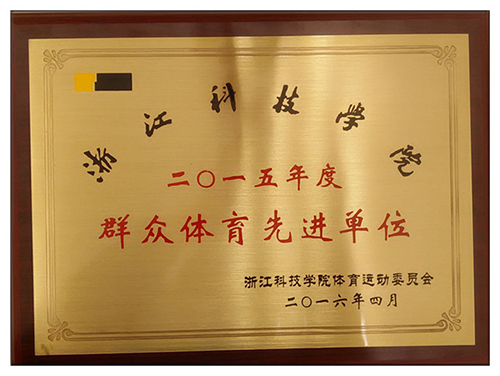 浙江科技学院
二〇一五年度
群众体育先进单位
浙江科技学院体育运动委员会
二〇一六年四月